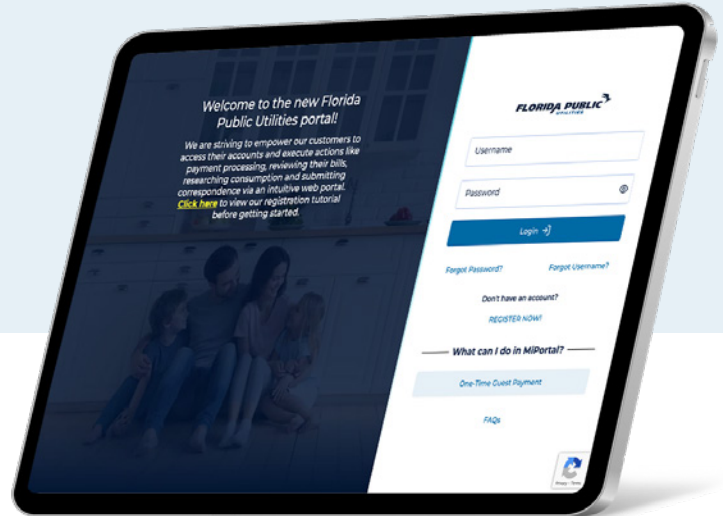 Welcome to the new Florida
Public Utilities portal!
We are striving to empower our customers to
access their accounts and execute actions like
payment processing, reviewing their bills,
researching consumption and submitting
correspondence via an intuitive web portal.
Click here to view our registration tutorial
before getting started.
FLORIDA PUBLIC
UTILITIES
Username
Password
Login
Forgot Password? Forgot Username?
Don't have an account?
REGISTER NOW!
What can I do in MiPortal?
One-Time Guest Payment
FAQs
Privacy - Terms